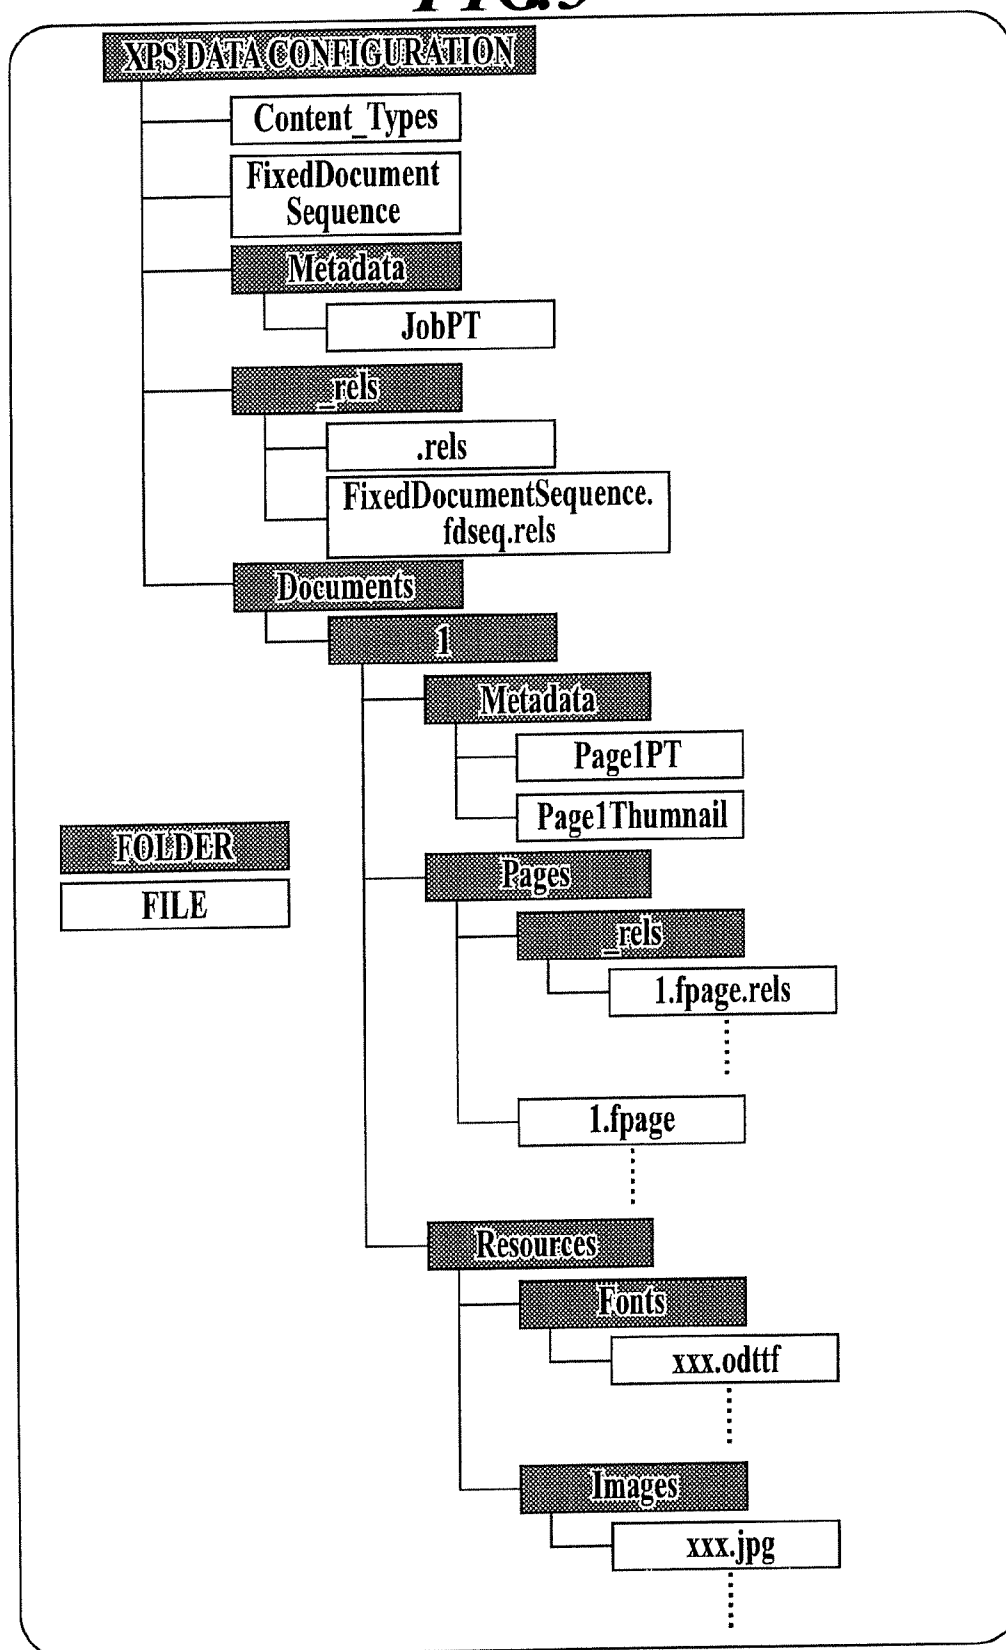 XPS DATA CONFIGURATION
Content_Types
FixedDocument
Sequence
Metadata
JobPT
_rels
.rels
FixedDocumentSequence.
fdseq.rels
Documents
1
Metadata
Page1PT
Page1Thumnail
FOLDER
FILE
Pages
_rels
1.fpage.rels
1.fpage
Resources
Fonts
xxx.odttf
Images
xxx.jpg